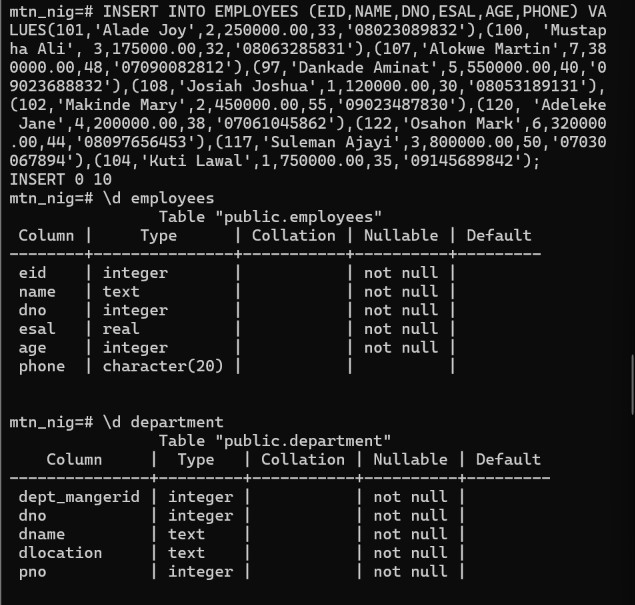 mtn_nig=# INSERT INTO EMPLOYEES (EID,NAME,DNO,ESAL,AGE,PHONE) VA
LUES(101,'Alade Joy',2,250000.00,33,'08023089832'),(100, 'Mustap
ha Ali', 3,175000.00,32,'08063285831'),(107,'Alokwe Martin',7,38
0000.00,48,'07090082812'),(97,'Dankade Aminat',5,550000.00,40,'0
9023688832'),(108,'Josiah Joshua',1,120000.00,30,'08053189131'),
(102,'Makinde Mary',2,450000.00,55,'09023487830'),(120, 'Adeleke
 Jane',4,200000.00,38,'07061045862'),(122,'Osahon Mark',6,320000
.00,44,'08097656453'),(117,'Suleman Ajayi',3,800000.00,50,'07030
067894'),(104,'Kuti Lawal',1,750000.00,35,'09145689842');
INSERT 0 10
mtn_nig=# \d employees
                Table "public.employees"
 Column |     Type      | Collation | Nullable | Default
--------+---------------+-----------+----------+---------
 eid    | integer       |           | not null |
 name   | text          |           | not null |
 dno    | integer       |           | not null |
 esal   | real          |           | not null |
 age    | integer       |           | not null |
 phone  | character(20) |           |          |
mtn_nig=# \d department
                Table "public.department"
    Column     |  Type   | Collation | Nullable | Default
---------------+---------+-----------+----------+---------
 dept_mangerid | integer |           | not null |
 dno           | integer |           | not null |
 dname         | text    |           | not null |
 dlocation     | text    |           | not null |
 pno           | integer |           | not null |